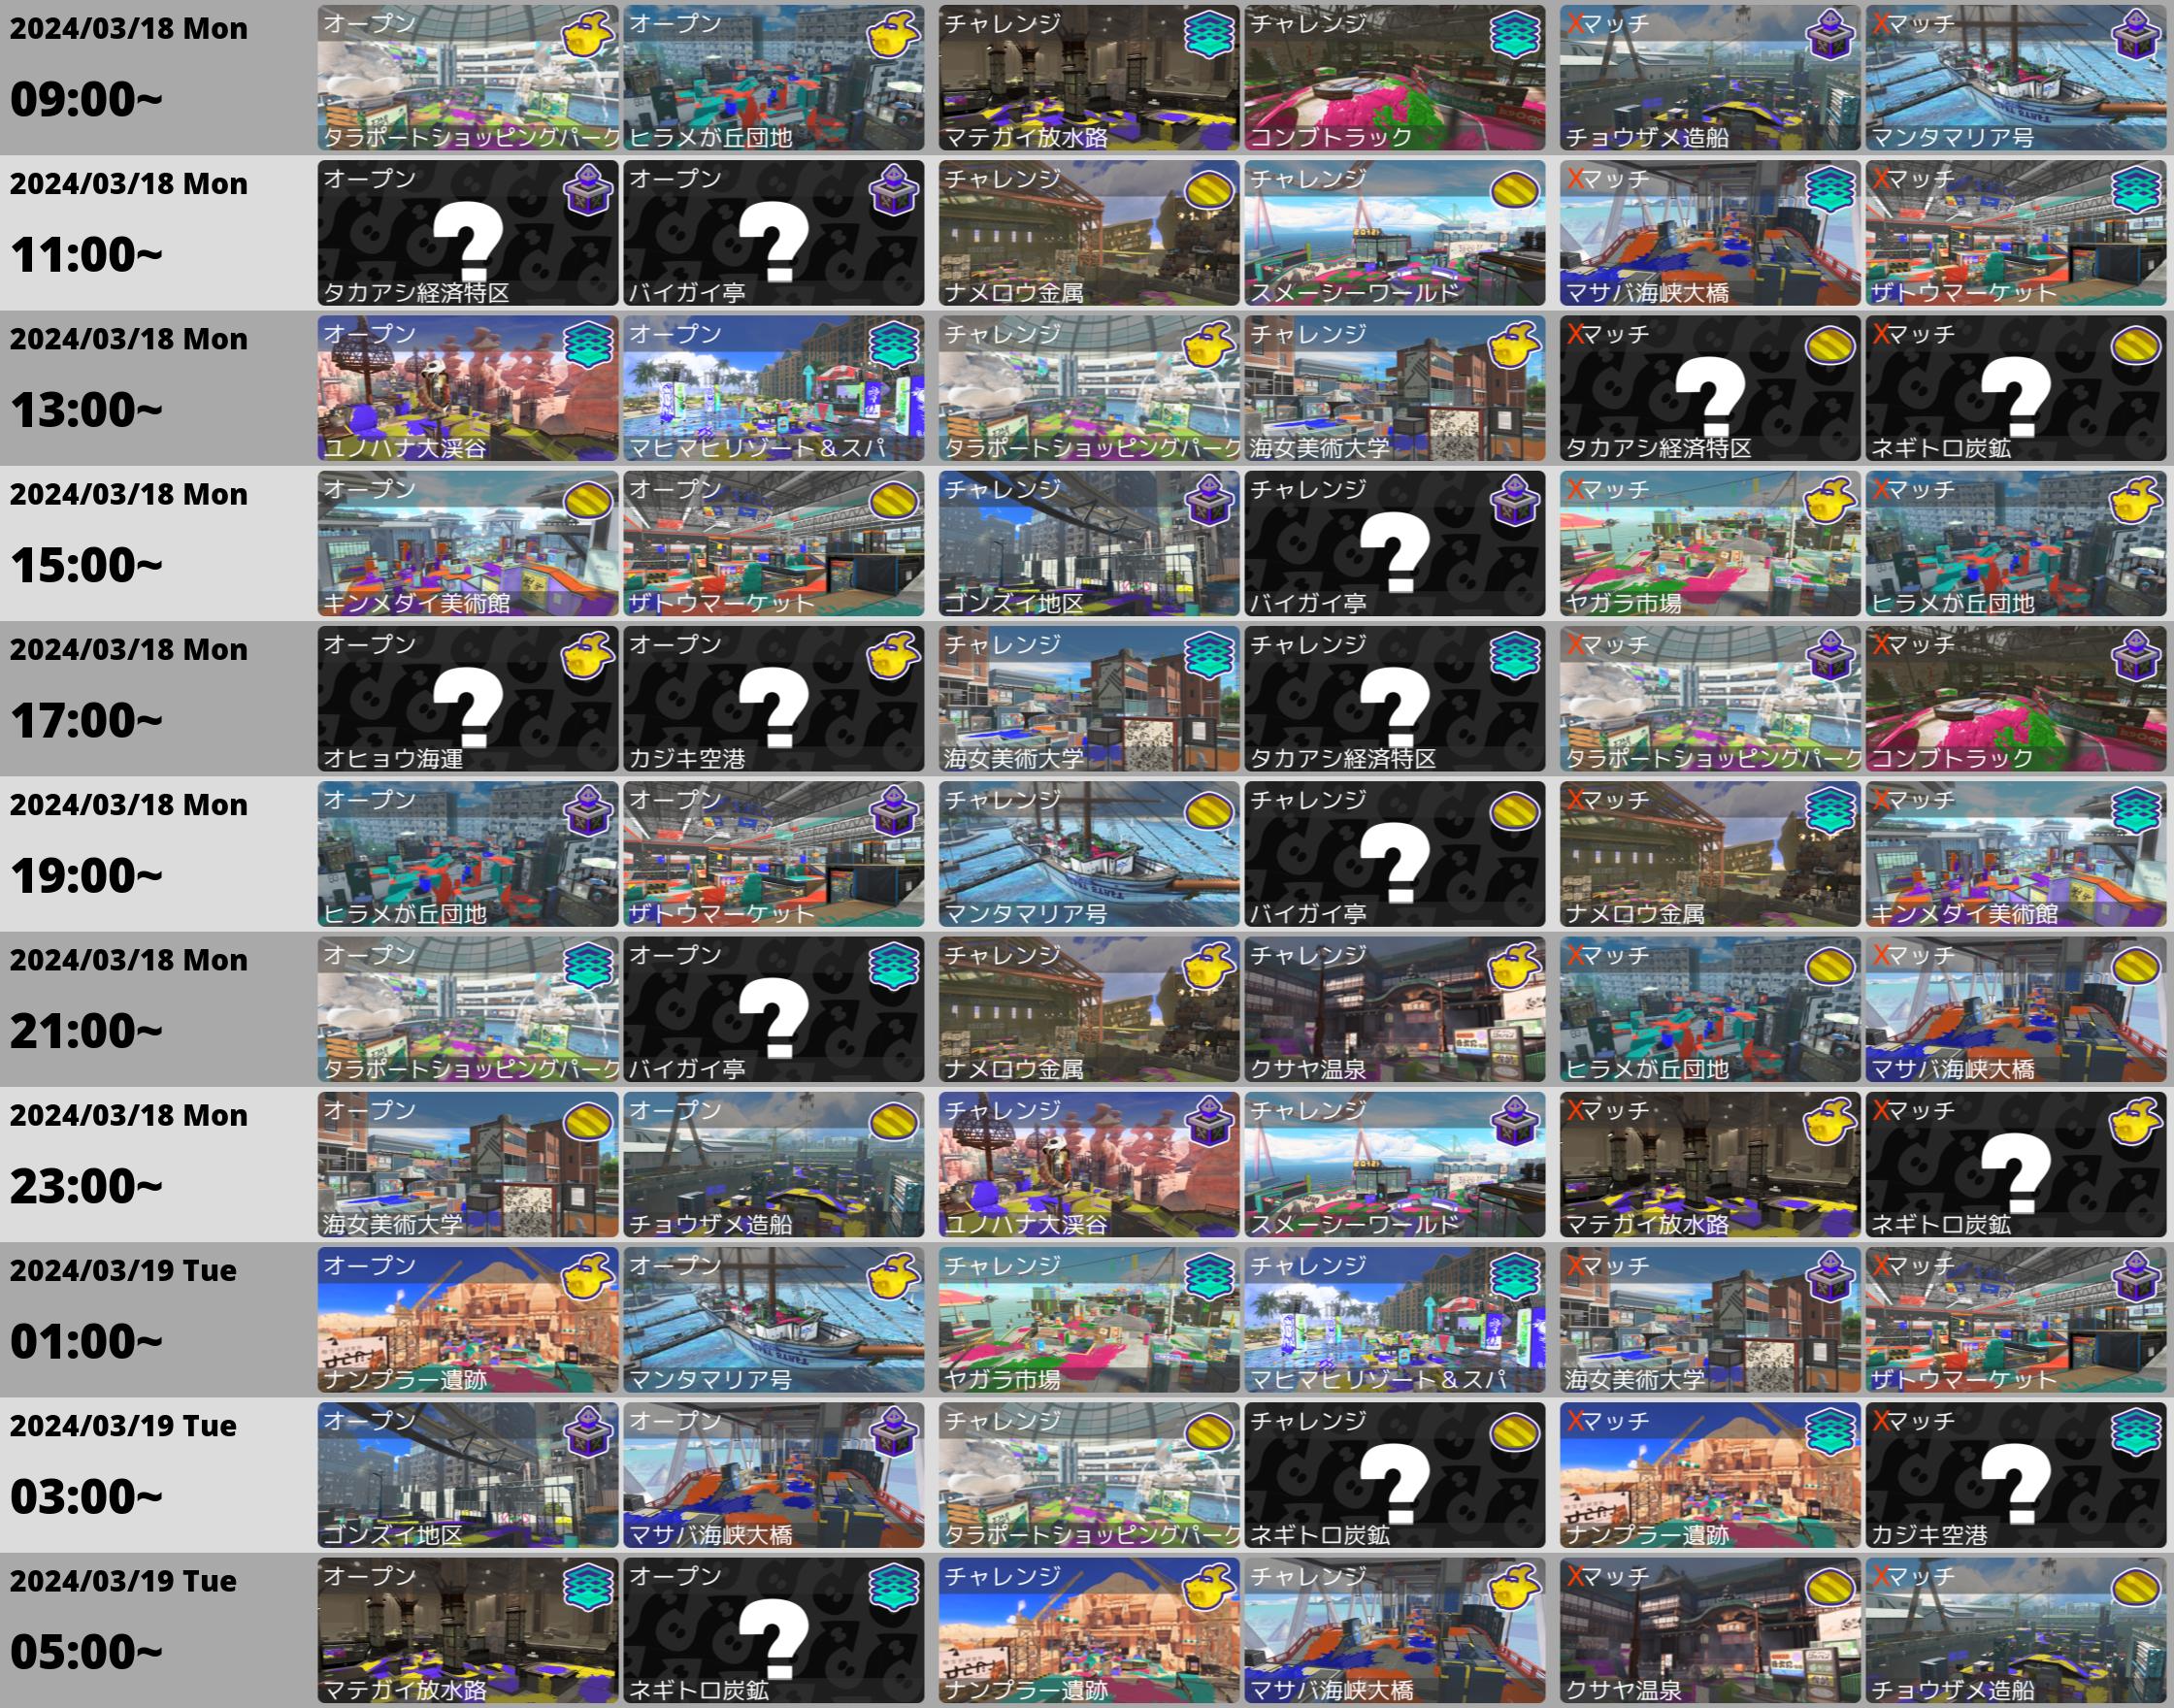 2024/03/18 Mon
09:00~
オープン オープン チャレンジ チャレンジ Xマッチ Xマッチ
タラポートショッピングパーク ヒラメが丘団地 マテガイ放水路 コンブトラック チョウザメ造船 マンタマリア号
2024/03/18 Mon
11:00~
オープン オープン チャレンジ チャレンジ Xマッチ Xマッチ
? ?
タカアシ経済特区 バイガイ亭 ナメロウ金属 スメーシーワールド マサバ海峡大橋 ザトウマーケット
2024/03/18 Mon
13:00~
オープン オープン チャレンジ チャレンジ Xマッチ Xマッチ
? ?
ユノハナ大渓谷 マヒマヒリゾート＆スパ タラポートショッピングパーク 海女美術大学 タカアシ経済特区 ネギトロ炭鉱
2024/03/18 Mon
15:00~
オープン オープン チャレンジ チャレンジ Xマッチ Xマッチ
?
キンメダイ美術館 ザトウマーケット ゴンズイ地区 バイガイ亭 ヤガラ市場 ヒラメが丘団地
2024/03/18 Mon
17:00~
オープン オープン チャレンジ チャレンジ Xマッチ Xマッチ
? ? ?
オヒョウ海運 カジキ空港 海女美術大学 タカアシ経済特区 タラポートショッピングパーク コンブトラック
2024/03/18 Mon
19:00~
オープン オープン チャレンジ チャレンジ Xマッチ Xマッチ
?
ヒラメが丘団地 ザトウマーケット マンタマリア号 バイガイ亭 ナメロウ金属 キンメダイ美術館
2024/03/18 Mon
21:00~
オープン オープン チャレンジ チャレンジ Xマッチ Xマッチ
?
タラポートショッピングパーク バイガイ亭 ナメロウ金属 クサヤ温泉 ヒラメが丘団地 マサバ海峡大橋
2024/03/18 Mon
23:00~
オープン オープン チャレンジ チャレンジ Xマッチ Xマッチ
?
海女美術大学 チョウザメ造船 ユノハナ大渓谷 スメーシーワールド マテガイ放水路 ネギトロ炭鉱
2024/03/19 Tue
01:00~
オープン オープン チャレンジ チャレンジ Xマッチ Xマッチ
ナンプラー遺跡 マンタマリア号 ヤガラ市場 マヒマヒリゾート＆スパ 海女美術大学 ザトウマーケット
2024/03/19 Tue
03:00~
オープン オープン チャレンジ チャレンジ Xマッチ Xマッチ
? ?
ゴンズイ地区 マサバ海峡大橋 タラポートショッピングパーク ネギトロ炭鉱 ナンプラー遺跡 カジキ空港
2024/03/19 Tue
05:00~
オープン オープン チャレンジ チャレンジ Xマッチ Xマッチ
?
マテガイ放水路 ネギトロ炭鉱 ナンプラー遺跡 マサバ海峡大橋 クサヤ温泉 チョウザメ造船